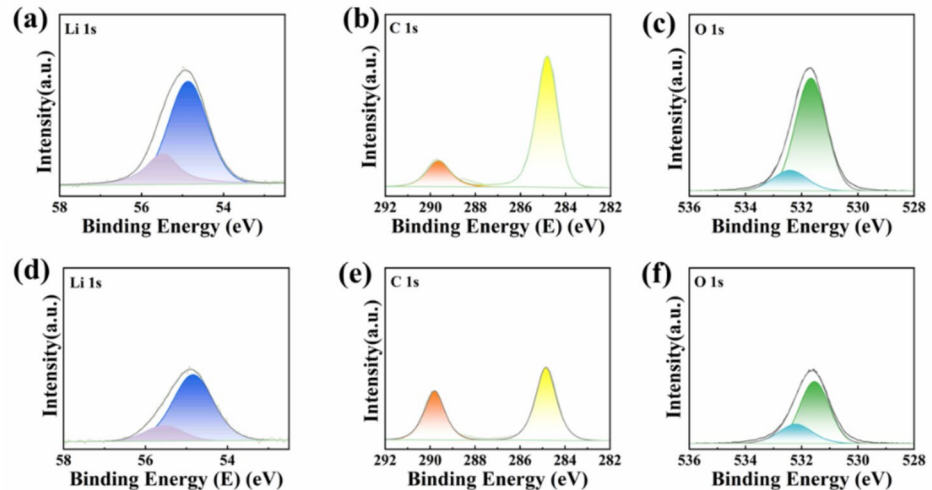 (a)
Li 1s
Intensity(a.u.)
58 56 54
Binding Energy (eV)
(b)
C 1s
Intensity(a.u.)
292 290 288 286 284 282
Binding Energy (E) (eV)
(c)
O 1s
Intensity(a.u.)
536 534 532 530 528
Binding Energy (eV)
(d)
Li 1s
Intensity(a.u.)
58 56 54
Binding Energy (E) (eV)
(e)
C 1s
Intensity(a.u.)
292 290 288 286 284 282
Binding Energy (eV)
(f)
O 1s
Intensity(a.u.)
536 534 532 530 528
Binding Energy (eV)